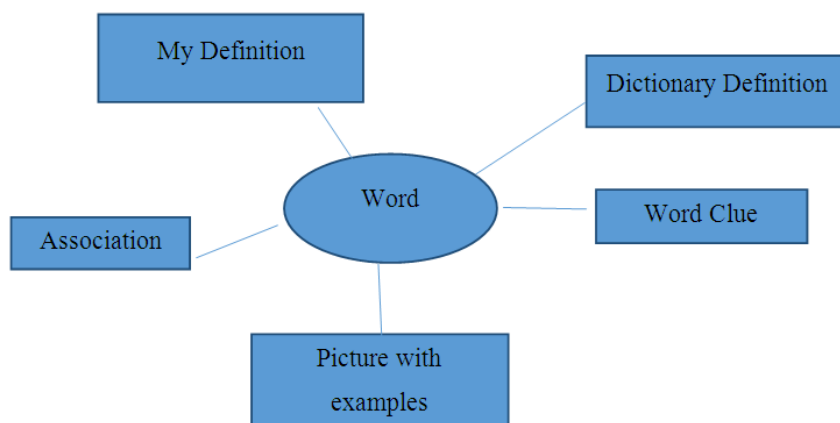 My Definition
Dictionary Definition
Word
Word Clue
Association
Picture with
examples